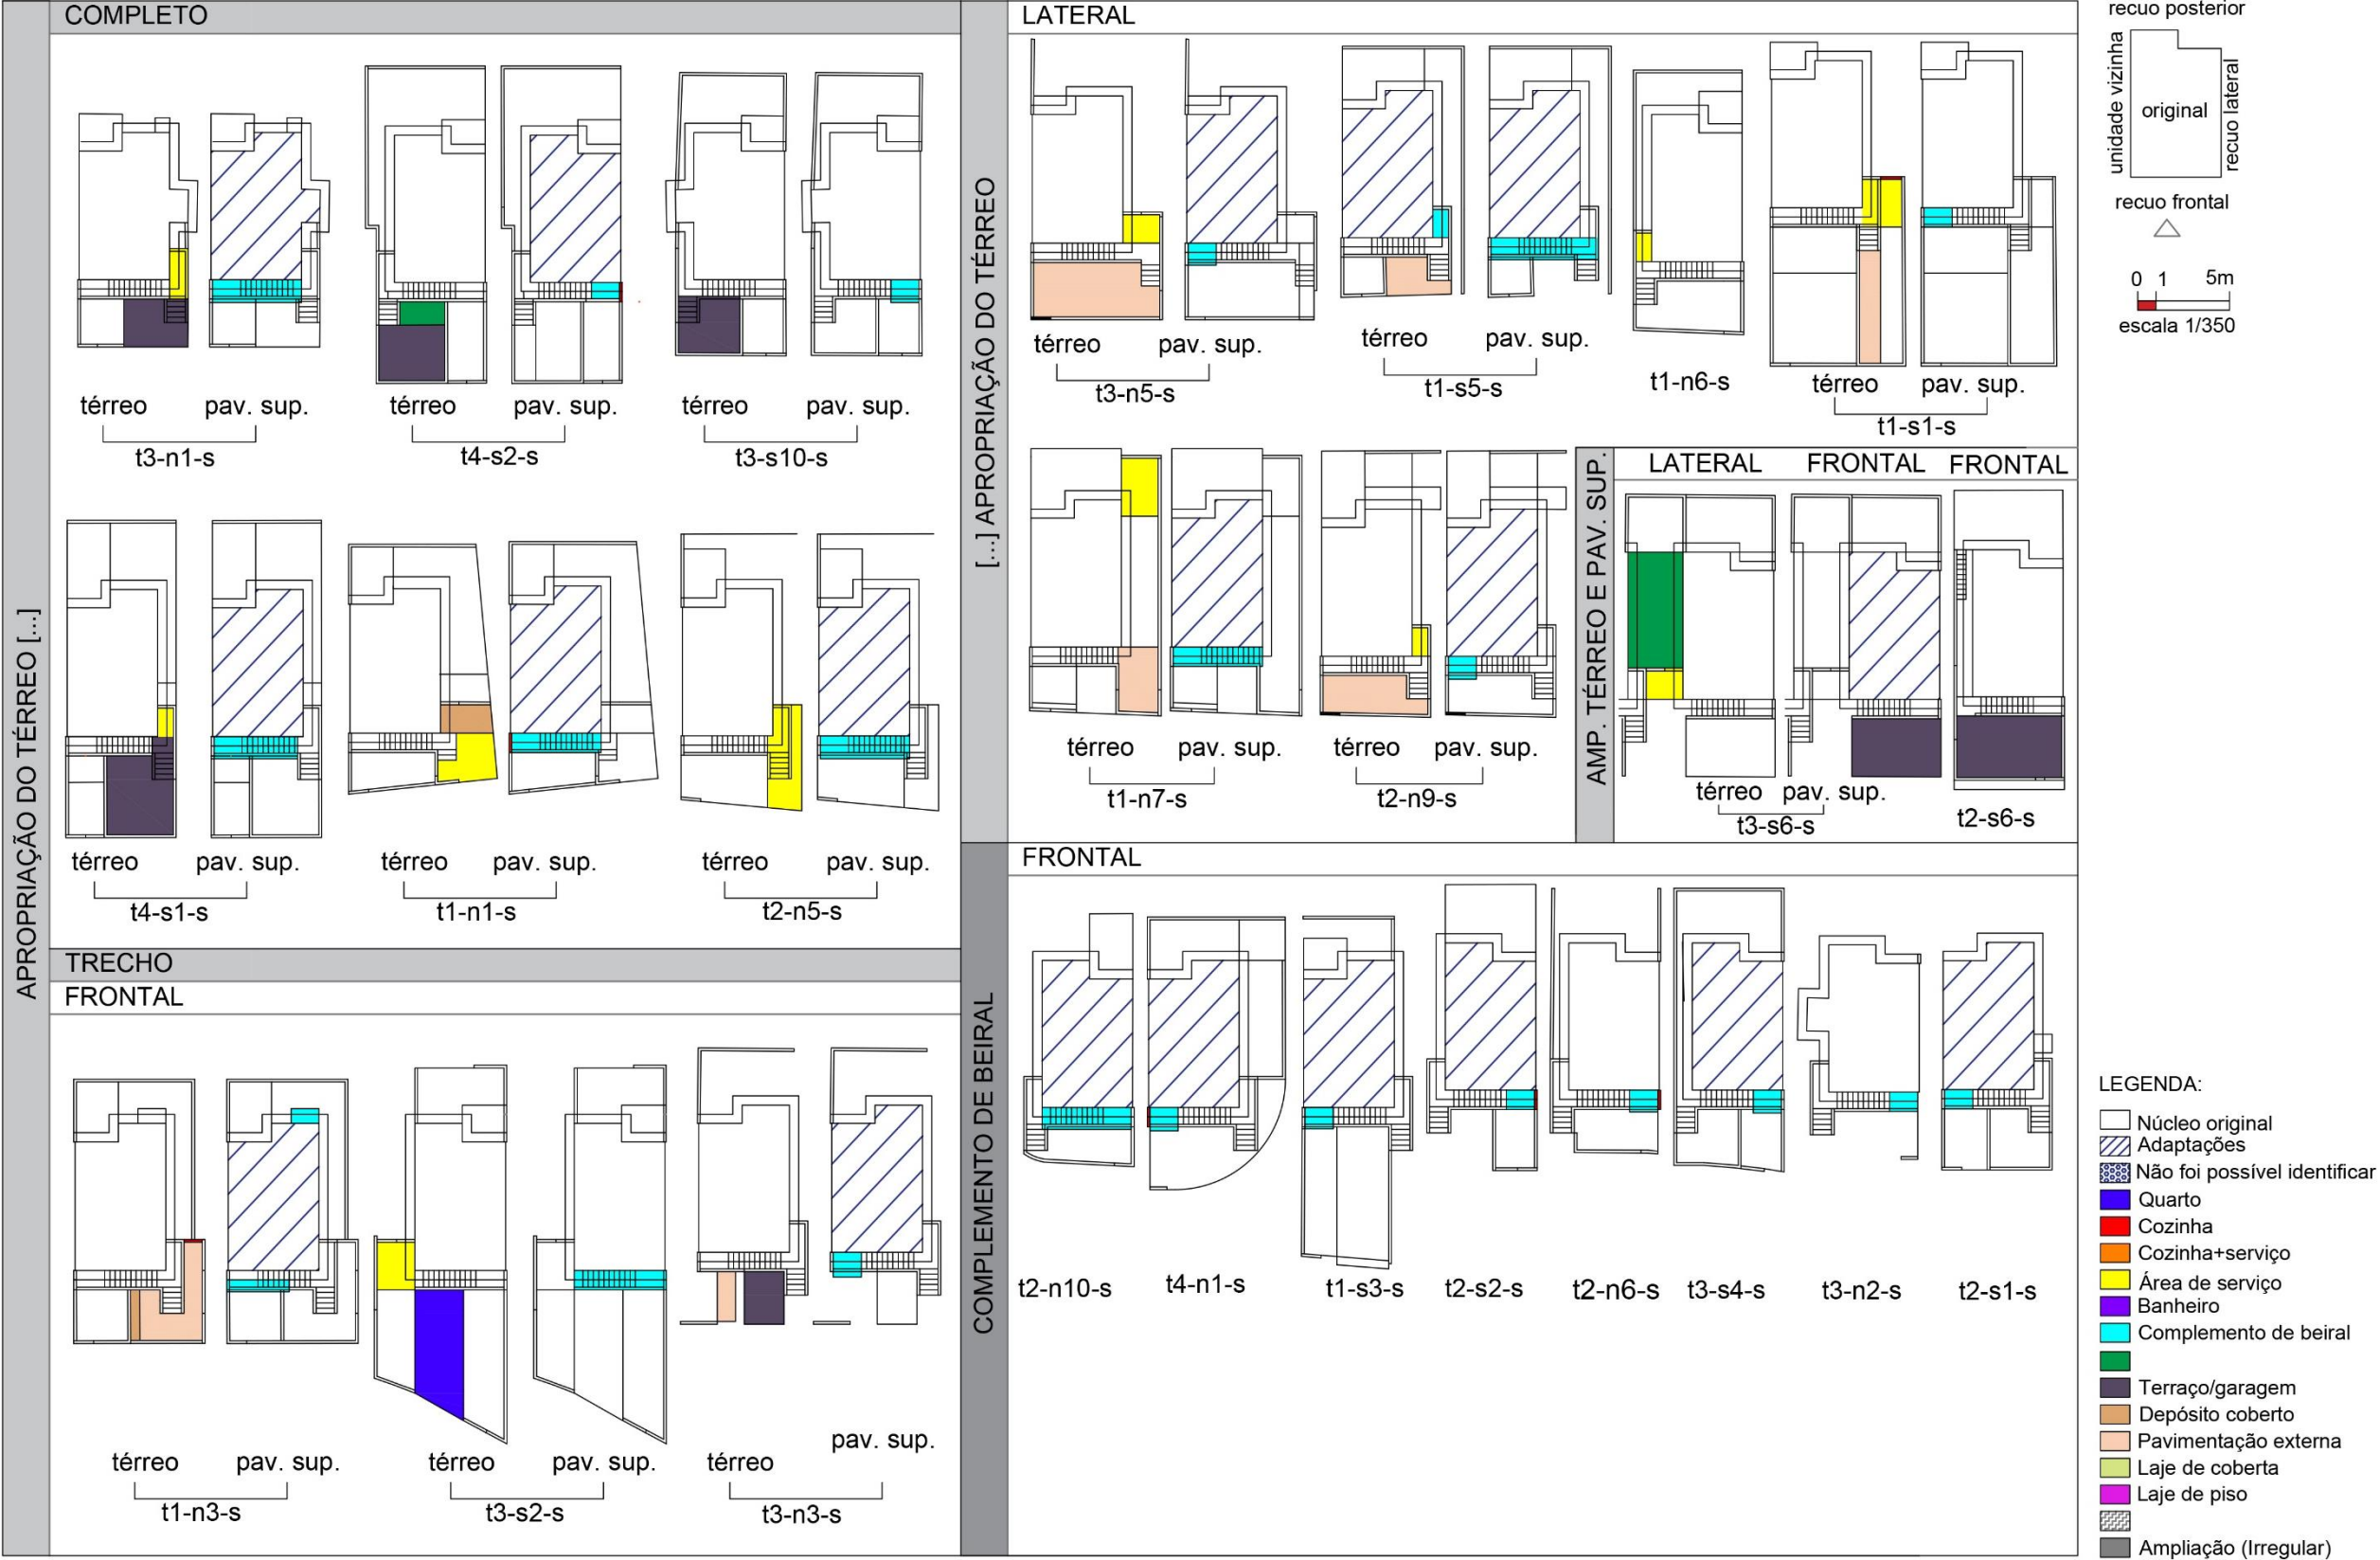 APROPRIAÇÃO DO TÉRREO [...]
COMPLETO
térreo pav. sup. térreo pav. sup. térreo pav. sup.
t3-n1-s t4-s2-s t3-s10-s
térreo pav. sup. térreo pav. sup. térreo pav. sup.
t4-s1-s t1-n1-s t2-n5-s
TRECHO
FRONTAL
térreo pav. sup. térreo pav. sup. térreo pav. sup.
t1-n3-s t3-s2-s t3-n3-s
[...] APROPRIAÇÃO DO TÉRREO
LATERAL
térreo pav. sup. térreo pav. sup. t1-n6-s térreo pav. sup.
t3-n5-s t1-s5-s t1-s1-s
térreo pav. sup. térreo pav. sup.
t1-n7-s t2-n9-s
AMP. TÉRREO E PAV. SUP.
LATERAL FRONTAL FRONTAL
térreo pav. sup.
t3-s6-s t2-s6-s
COMPLEMENTO DE BEIRAL
FRONTAL
t2-n10-s t4-n1-s t1-s3-s t2-s2-s t2-n6-s t3-s4-s t3-n2-s t2-s1-s
recuo posterior
unidade vizinha
original
recuo lateral
recuo frontal
0 1 5m
escala 1/350
LEGENDA:
Núcleo original
Adaptações
Não foi possível identificar
Quarto
Cozinha
Cozinha+serviço
Área de serviço
Banheiro
Complemento de beiral
Terraço/garagem
Depósito coberto
Pavimentação externa
Laje de coberta
Laje de piso
Ampliação (Irregular)